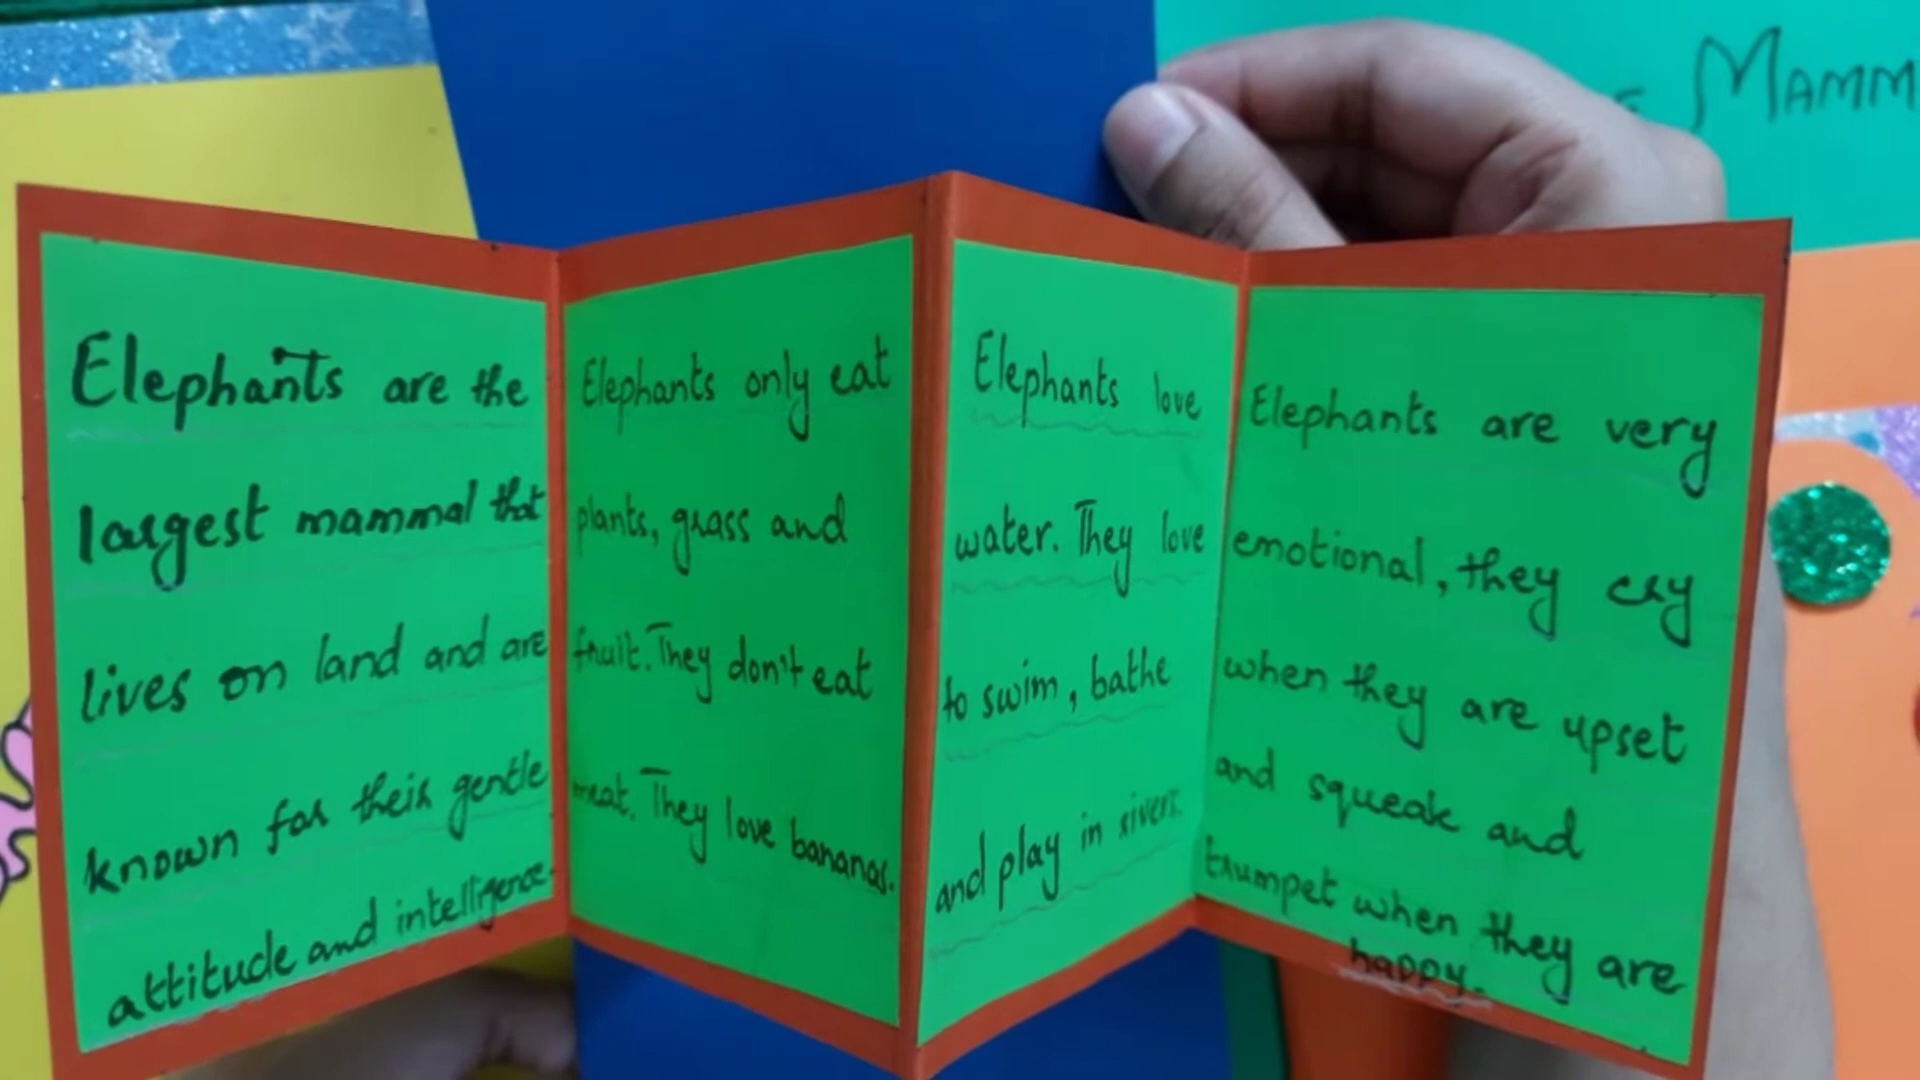 MAMM
Elephants are the
largest mammal that
lives on land and are
known for their gentle
attitude and intelligence.
Elephants only eat
plants, grass and
fruit. They don't eat
meat. They love bananas.
Elephants love
water. They love
to swim, bathe
and play in rivers.
Elephants are very
emotional, they cry
when they are upset
and squeak and
trumpet when they are
happy.